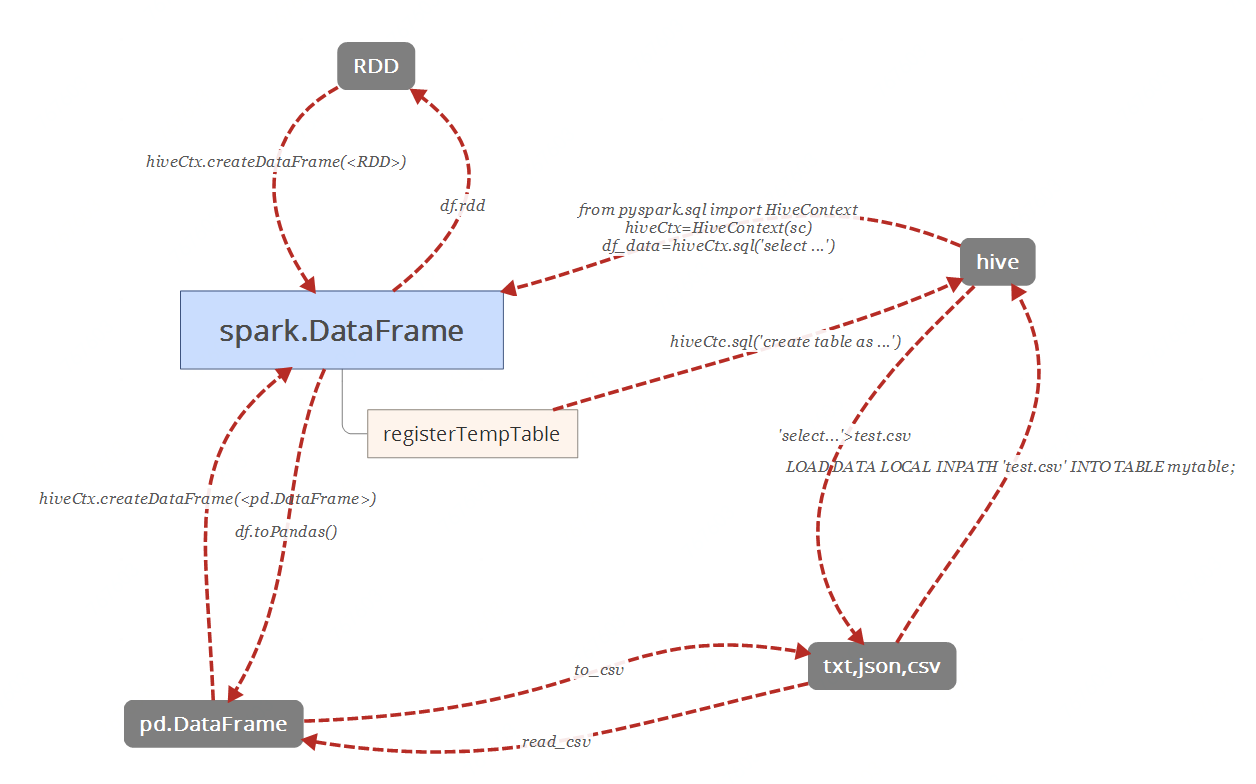 RDD
hiveCtx.createDataFrame(<RDD>)
df.rdd
from pyspark.sql import HiveContext
hiveCtx=HiveContext(sc)
df_data=hiveCtx.sql('select ...')
hive
spark.DataFrame
hiveCtc.sql('create table as ...')
registerTempTable
'select...'>test.csv
LOAD DATA LOCAL INPATH 'test.csv' INTO TABLE mytable;
hiveCtx.createDataFrame(<pd.DataFrame>)
df.toPandas()
to_csv
txt,json,csv
pd.DataFrame
read_csv